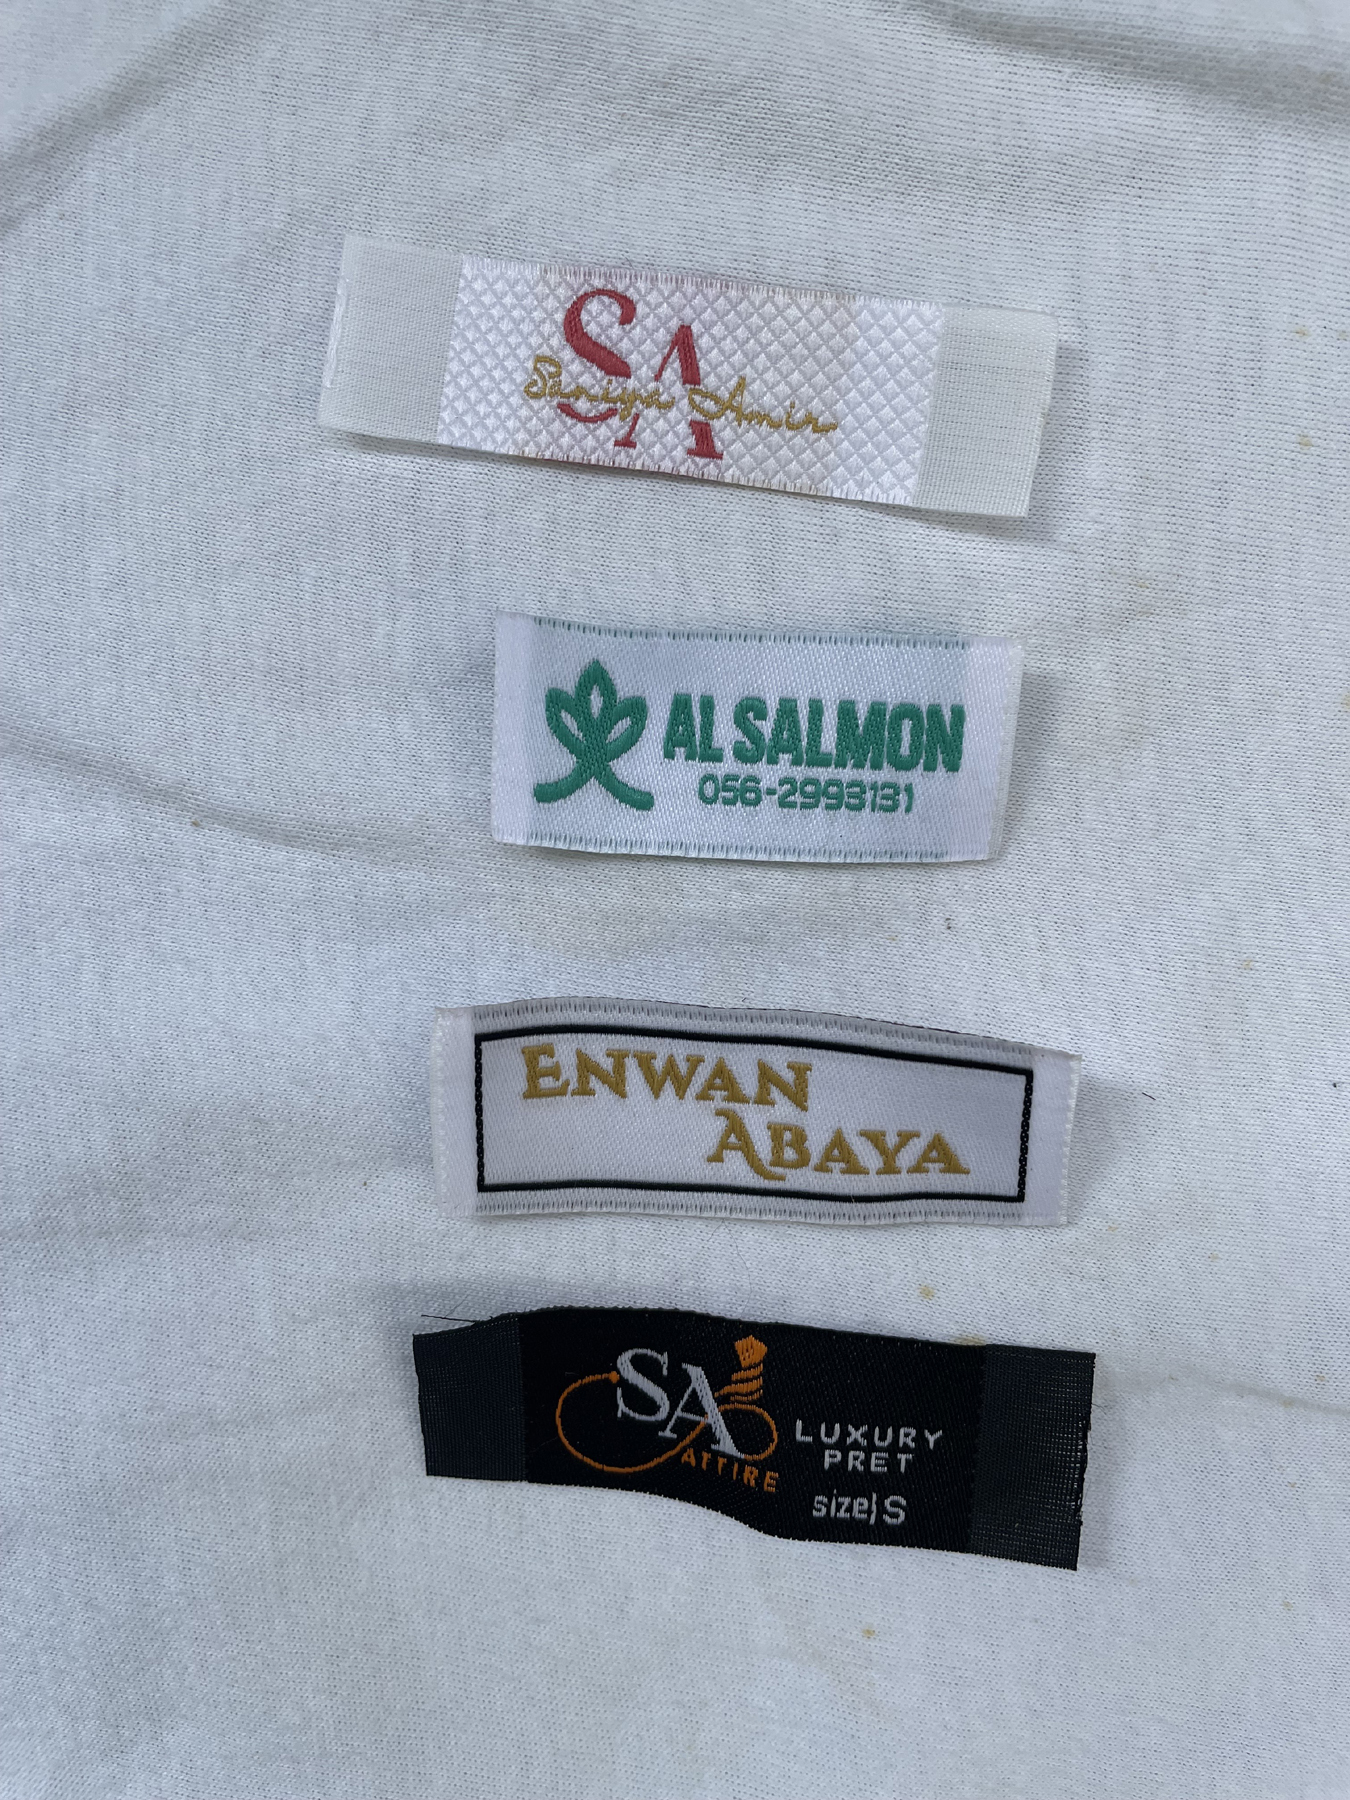 SA
Saniya Amir
AL SALMON
056-2993131
ENWAN
ABAYA
SA
ATTIRE
LUXURY
PRET
size|S